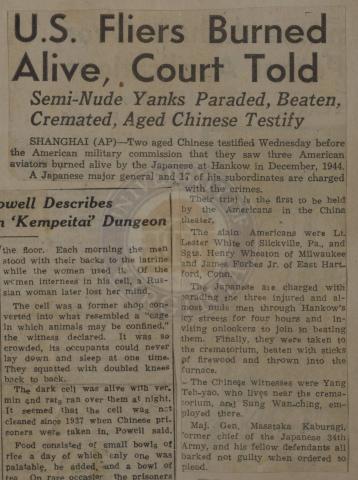 U.S. Fliers Burned
Alive, Court Told
Semi-Nude Yanks Paraded, Beaten,
Cremated, Aged Chinese Testify
SHANGHAI (AP)—Two aged Chinese testified Wednesday before
the American military commission that they saw three American
aviators burned alive by the Japanese at Hankow in December, 1944.
A Japanese major general and 17 of his subordinates are charged
with the crimes.
Their trial is the first to be held
by the Americans in the China
theater.
The slain Americans were Lt.
Lester White of Slickville, Pa., and
Sgts. Henry Wheaton of Milwaukee
and James Forbes Jr. of East Hart-
ford, Conn.
The Japanese are charged with
parading the three injured and al-
most nude men through Hankow's
icy streets for four hours and in-
viting onlookers to join in beating
them. Finally, they were taken to
the crematorium, beaten with sticks
of firewood and thrown into the
furnace.
The Chinese witnesses were Yang
Teh-yao, who lives near the crema-
torium, and Sung Wan-ching, em-
ployed there.
Maj. Gen. Masataka Kaburagi,
former chief of the Japanese 34th
Army, and his fellow defendants all
barked not guilty when ordered to
plead.
owell Describes
n 'Kempeitai' Dungeon
the floor. Each morning the men
stood with their backs to the latrine
while the women used it. Of the
women internees in his cell, a Rus-
sian woman later lost her mind.
The cell was a former shop con-
verted into what resembled a "cage
in which animals may be confined,"
the witness declared. It was so
crowded, its occupants could never
lay down and sleep at one time.
They squatted with doubled knees
back to back.
The dark cell was alive with ver-
min and rats ran over them at night.
It seemed that the cell was not
cleaned since 1937 when Chinese pri-
soners were taken in, Powell said.
Food consisted of small bowls of
rice a day of which only one was
palatable, he added, and a bowl of
tea. On rare occasion the prisoners